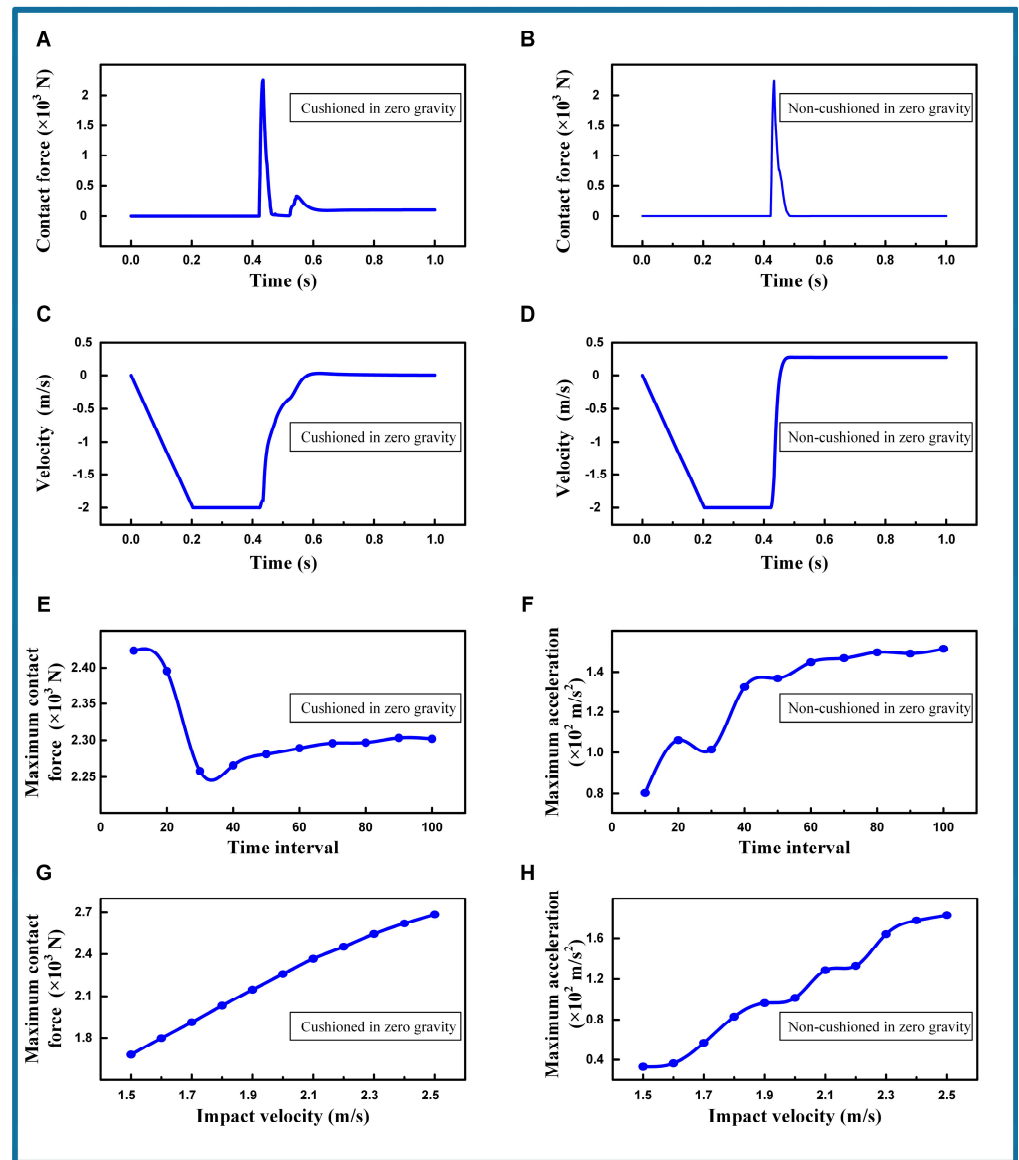 A
Contact force (×10³ N)
2
1
0.5
0
Cushioned in zero gravity
0.0 0.2 0.4 0.6 0.8 1.0
Time (s)
B
Contact force (×10³ N)
2
1
0.5
0
Non-cushioned in zero gravity
0.0 0.2 0.4 0.6 0.8 1.0
Time (s)
C
Velocity (m/s)
0.5
0
-0.5
-1
-1.5
-2
Cushioned in zero gravity
0.0 0.2 0.4 0.6 0.8 1.0
Time (s)
D
Velocity (m/s)
0.5
0
-0.5
-1
-1.5
-2
Non-cushioned in zero gravity
0.0 0.2 0.4 0.6 0.8 1.0
Time (s)
E
Maximum contact
force (×10³ N)
2.40
2.35
2.30
2.25
Cushioned in zero gravity
0 20 40 60 80 100
Time interval
F
Maximum acceleration
(×10² m/s²)
1.4
1.2
1.0
0.8
Non-cushioned in zero gravity
0 20 40 60 80 100
Time interval
G
Maximum contact
force (×10³ N)
2.7
2.4
2.1
1.8
Cushioned in zero gravity
1.5 1.7 1.9 2.1 2.3 2.5
Impact velocity (m/s)
H
Maximum acceleration
(×10² m/s²)
1.6
1.2
0.8
0.4
Non-cushioned in zero gravity
1.5 1.7 1.9 2.1 2.3 2.5
Impact velocity (m/s)